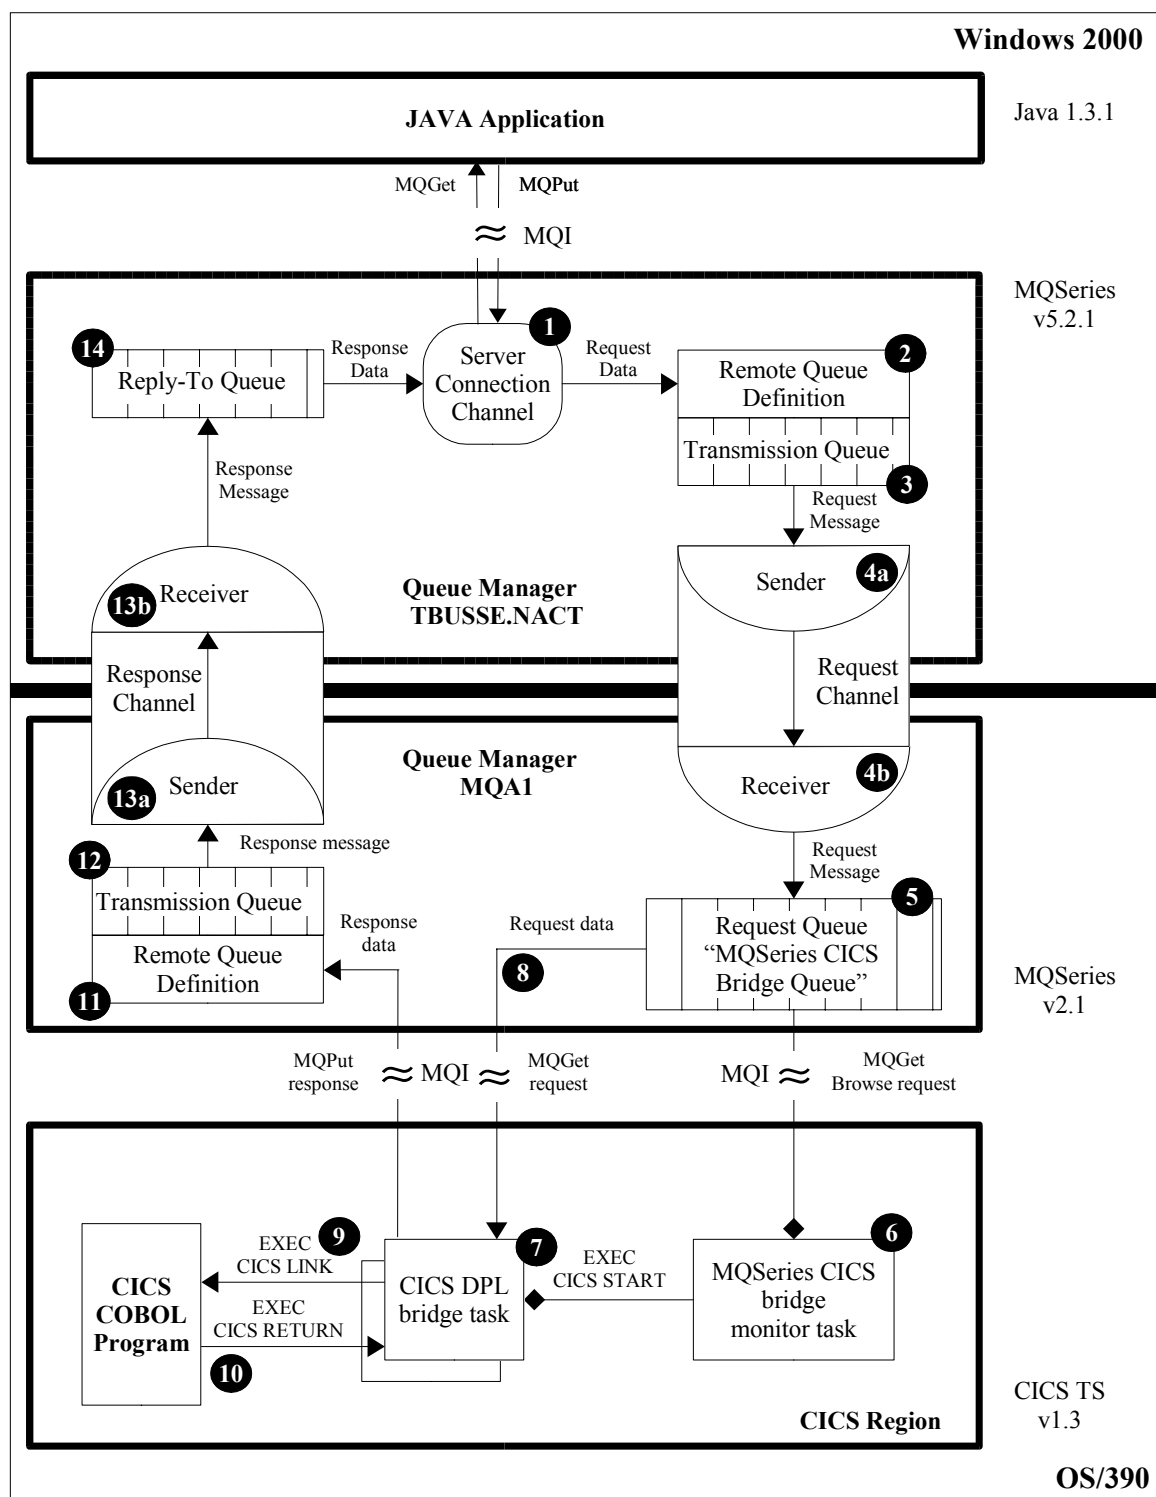 Windows 2000
JAVA Application
Java 1.3.1
MQGet
MQPut
MQI
MQSeries
v5.2.1
1
Server
Connection
Channel
14
Reply-To Queue
Response
Data
Request
Data
2
Remote Queue
Definition
Transmission Queue
3
Response
Message
Request
Message
Receiver
13b
Queue Manager
TBUSSE.NACT
Sender
4a
Response
Channel
Request
Channel
Sender
13a
Queue Manager
MQA1
Receiver
4b
Response message
Request
Message
12
Transmission Queue
Remote Queue
Definition
11
Response
data
Request data
8
5
Request Queue
“MQSeries CICS
Bridge Queue”
MQSeries
v2.1
MQPut
response
MQI
MQGet
request
MQI
MQGet
Browse request
9
EXEC
CICS LINK
7
CICS DPL
bridge task
EXEC
CICS START
6
MQSeries CICS
bridge
monitor task
CICS
COBOL
Program
EXEC
CICS RETURN
10
CICS Region
CICS TS
v1.3
OS/390